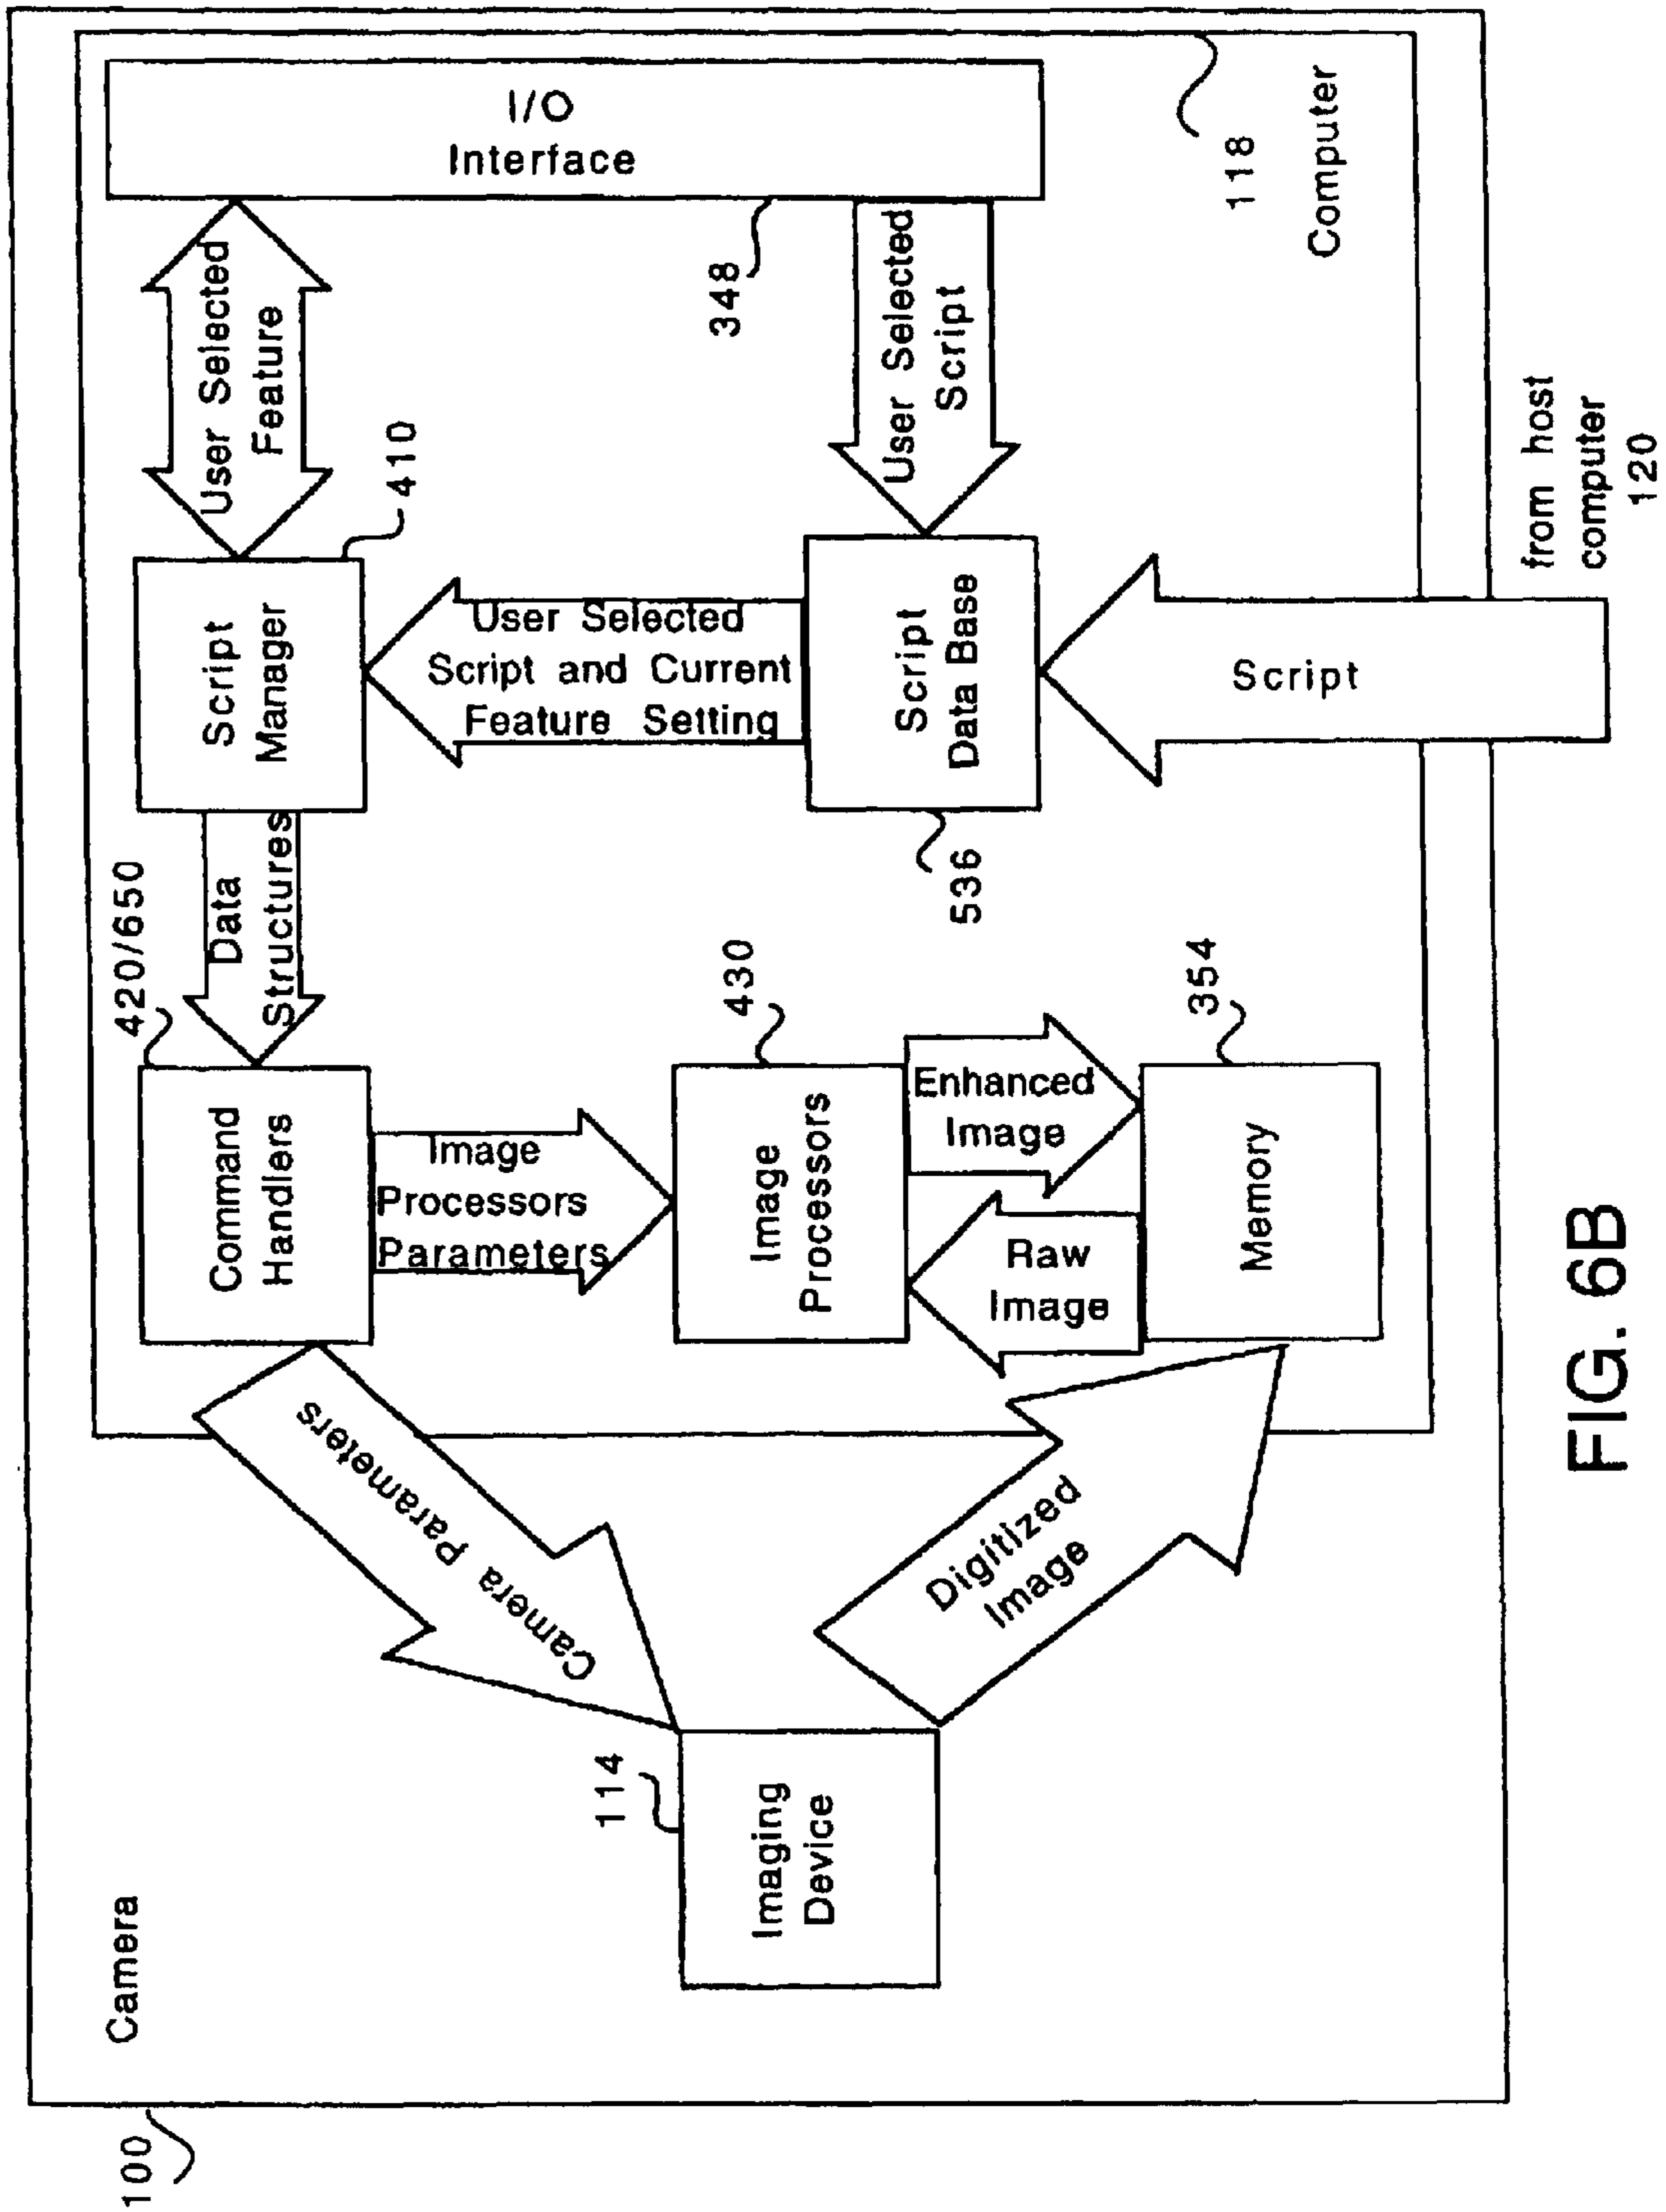 100
Camera
114
Imaging
Device
Camera Parameters
Digitized
Image
420/650
Command
Handlers
Image
Processors
Parameters
430
Image
Processors
Enhanced
Image
Raw
Image
354
Memory
Data
Structures
410
Script
Manager
User Selected
Script and Current
Feature Setting
536
Script
Data Base
Script
from host
computer
120
User Selected
Feature
348
User Selected
Script
I/O
Interface
118
Computer
FIG. 6B